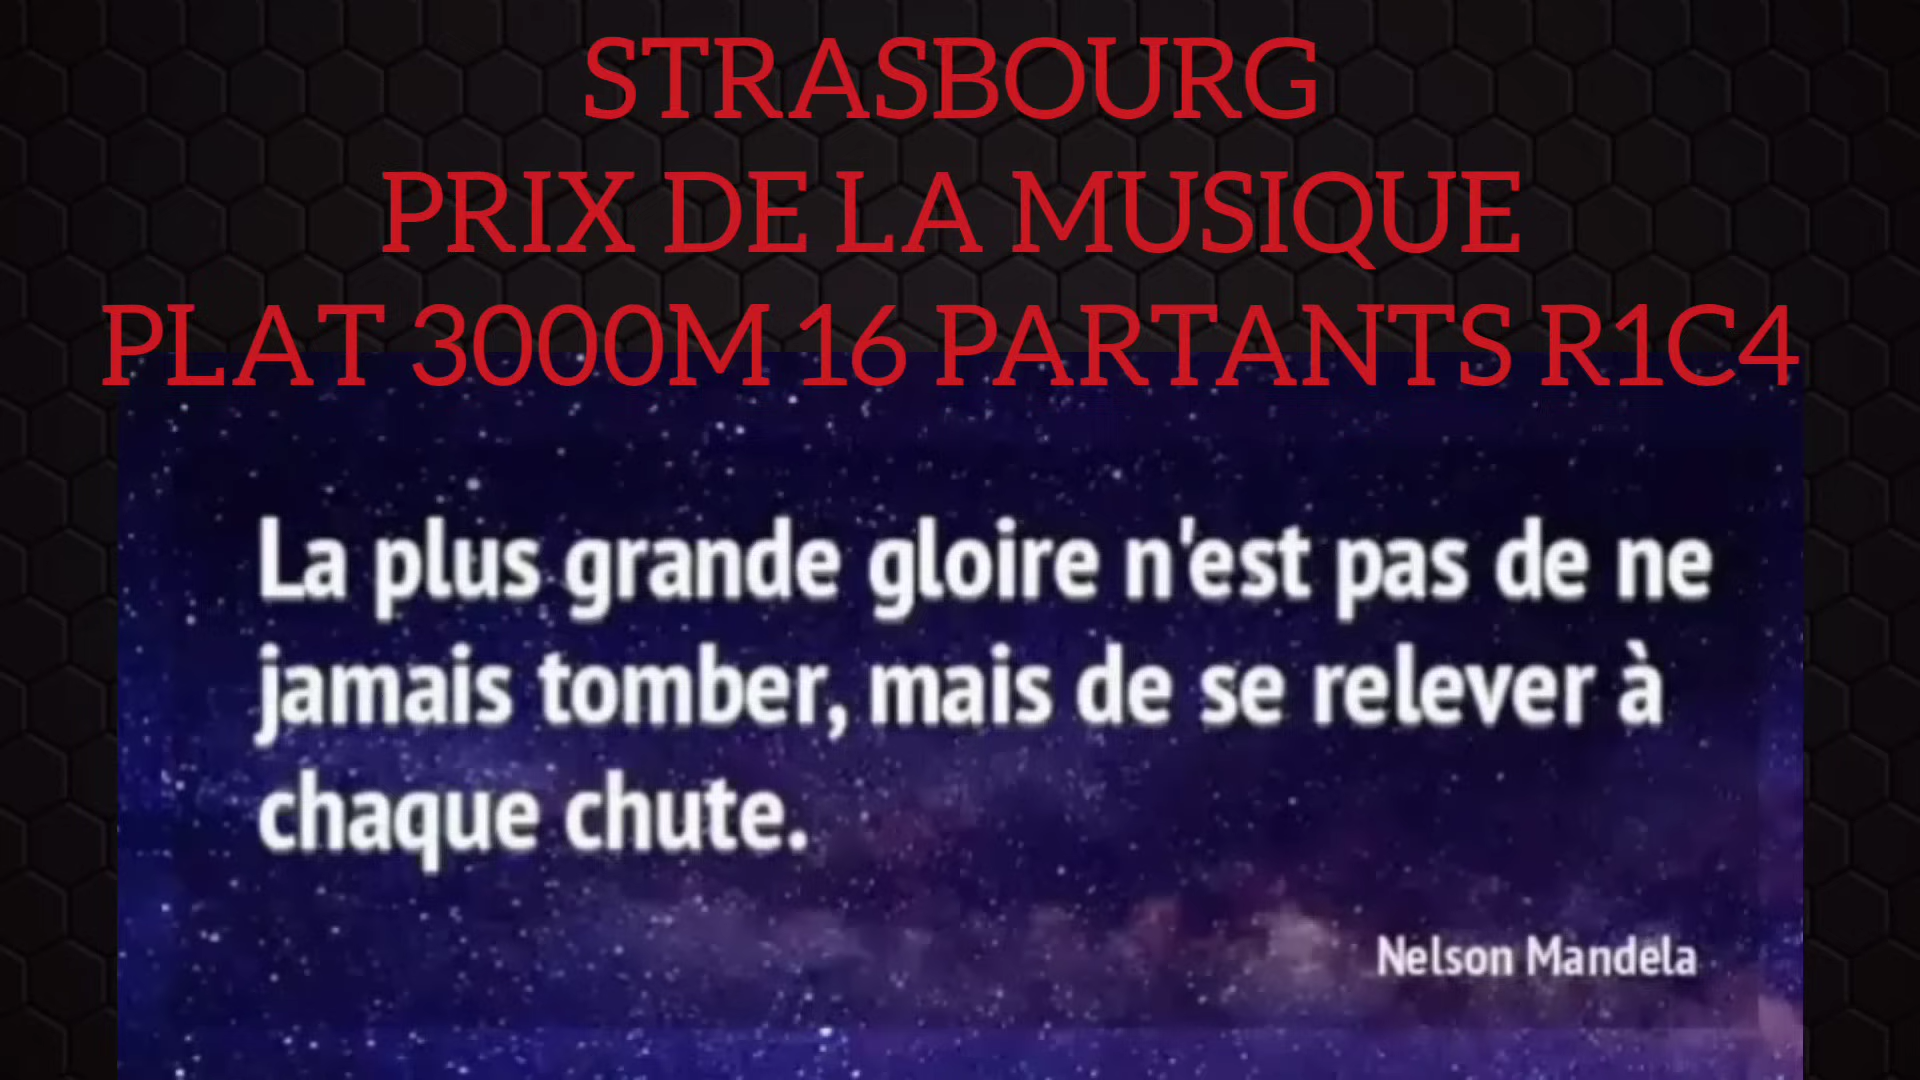 STRASBOURG
PRIX DE LA MUSIQUE
PLAT 3000M 16 PARTANTS R1C4
La plus grande gloire n'est pas de ne
jamais tomber, mais de se relever à
chaque chute.
Nelson Mandela